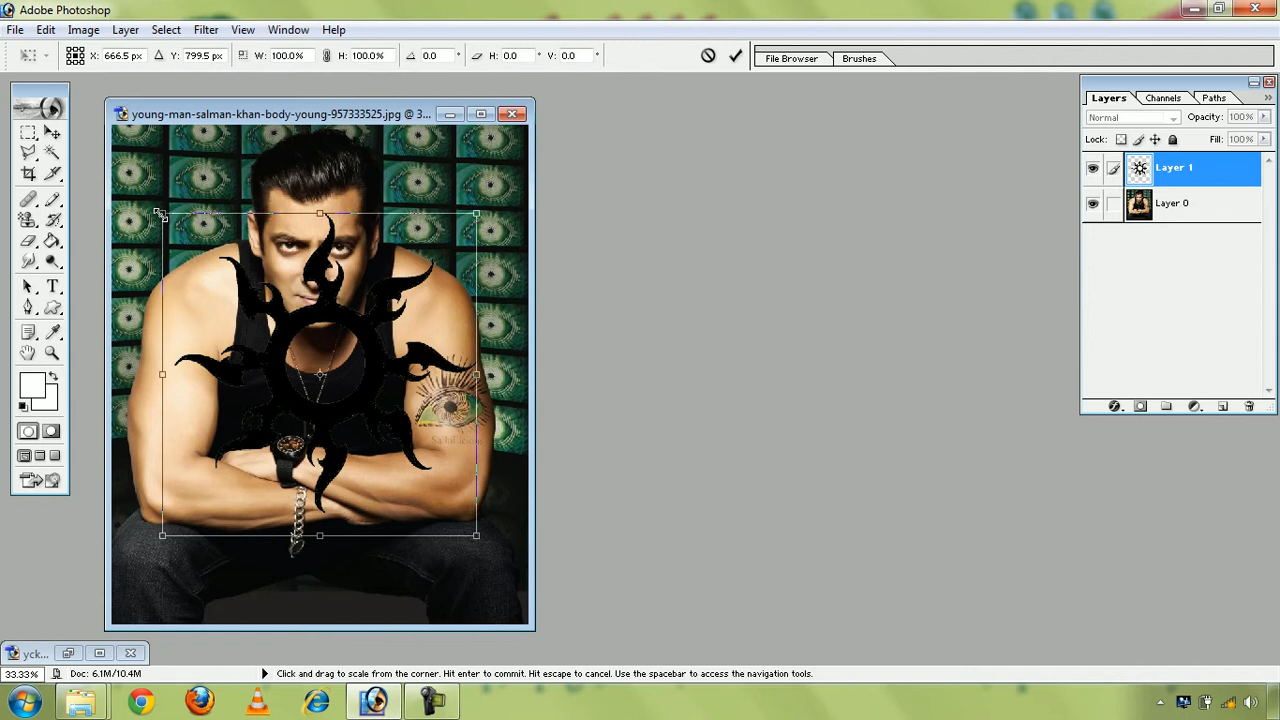 Adobe Photoshop
File Edit Image Layer Select Filter View Window Help
X: 666.5 px Y: 799.5 px W: 100.0% H: 100.0% 0.0 ° H: 0.0 ° V: 0.0 °
File Browser Brushes
young-man-salman-khan-body-young-957333525.jpg @ 3...
Layers Channels Paths
Normal Opacity: 100%
Lock: Fill: 100%
Layer 1
Layer 0
yck...
33.33% Doc: 6.1M/10.4M Click and drag to scale from the corner. Hit enter to commit. Hit escape to cancel. Use the spacebar to access the navigation tools.